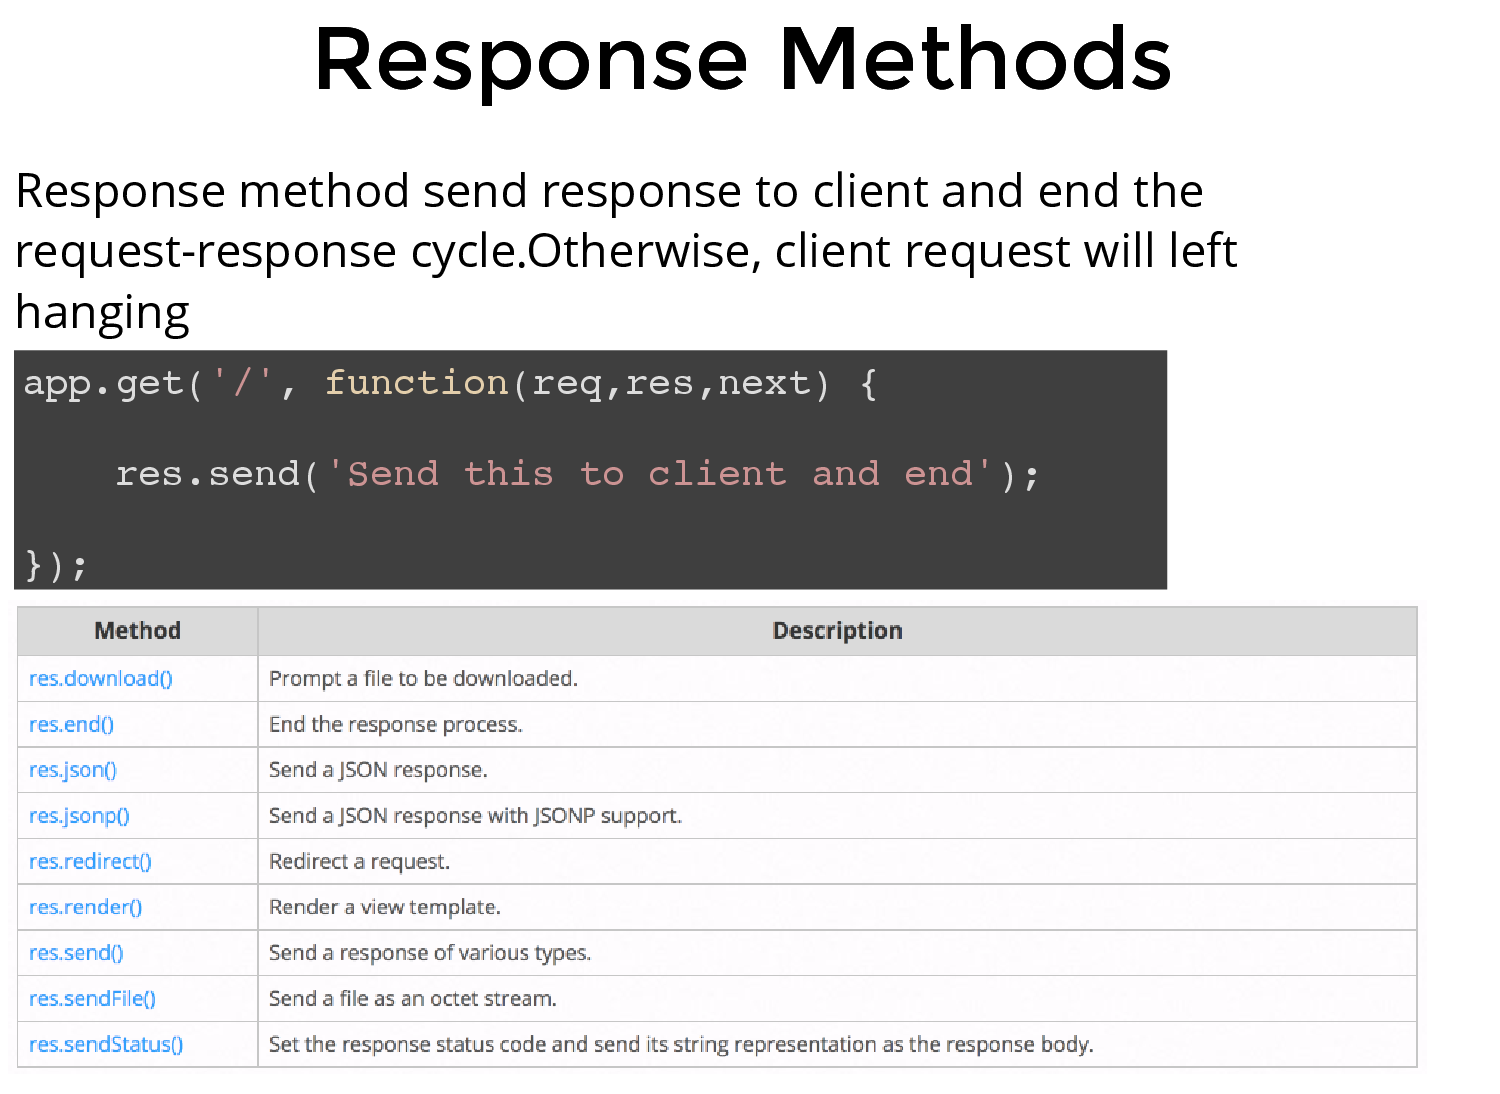 Response Methods
Response method send response to client and end the
request-response cycle.Otherwise, client request will left
hanging
app.get('/', function(req,res,next) {
res.send('Send this to client and end');
});
Method Description
res.download() Prompt a file to be downloaded.
res.end() End the response process.
res.json() Send a JSON response.
res.jsonp() Send a JSON response with JSONP support.
res.redirect() Redirect a request.
res.render() Render a view template.
res.send() Send a response of various types.
res.sendFile() Send a file as an octet stream.
res.sendStatus() Set the response status code and send its string representation as the response body.